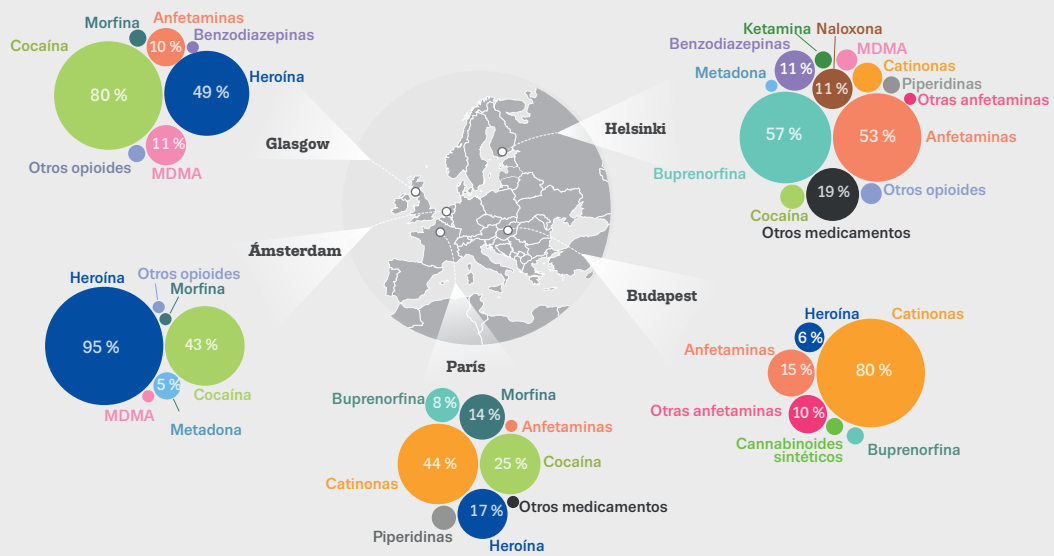 Morfina
Anfetaminas
Benzodiazepinas
Cocaína
10 %
80 %
49 %
Heroína
11 %
Otros opioides
MDMA
Glasgow
Ketamina
Naloxona
Benzodiazepinas
MDMA
Metadona
11 %
Catinonas
11 %
Piperidinas
Otras anfetaminas
57 %
53 %
Anfetaminas
Buprenorfina
19 %
Otros opioides
Cocaína
Otros medicamentos
Helsinki
Ámsterdam
Heroína
Otros opioides
Morfina
95 %
43 %
5 %
Cocaína
MDMA
Metadona
Budapest
Heroína
Catinonas
6 %
Anfetaminas
15 %
80 %
Otras anfetaminas
10 %
Cannabinoides
sintéticos
Buprenorfina
París
Buprenorfina
Morfina
8 %
14 %
Anfetaminas
44 %
25 %
Cocaína
Catinonas
17 %
Otros medicamentos
Piperidinas
Heroína